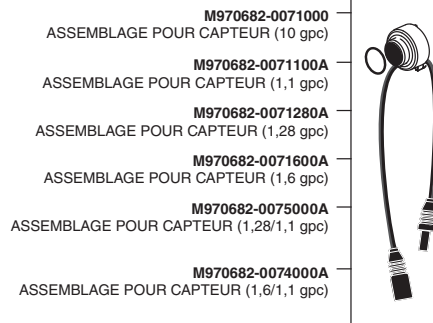 M970682-0071000
ASSEMBLAGE POUR CAPTEUR (10 gpc)
M970682-0071100A
ASSEMBLAGE POUR CAPTEUR (1,1 gpc)
M970682-0071280A
ASSEMBLAGE POUR CAPTEUR (1,28 gpc)
M970682-0071600A
ASSEMBLAGE POUR CAPTEUR (1,6 gpc)
M970682-0075000A
ASSEMBLAGE POUR CAPTEUR (1,28/1,1 gpc)
M970682-0074000A
ASSEMBLAGE POUR CAPTEUR (1,6/1,1 gpc)